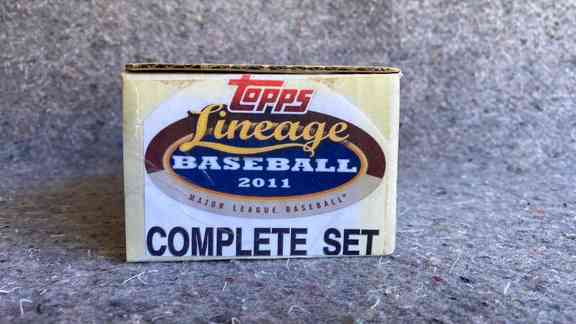 Topps
Lineage
BASEBALL
2011
MAJOR LEAGUE BASEBALL
COMPLETE SET